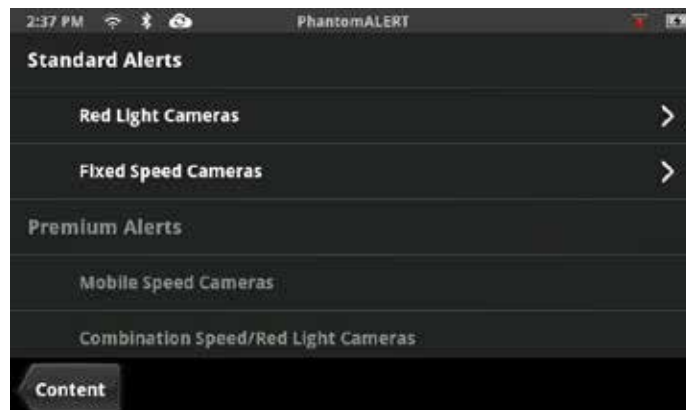 2:37 PM PhantomALERT
Standard Alerts
Red Light Cameras
Fixed Speed Cameras
Premium Alerts
Mobile Speed Cameras
Combination Speed/Red Light Cameras
Content